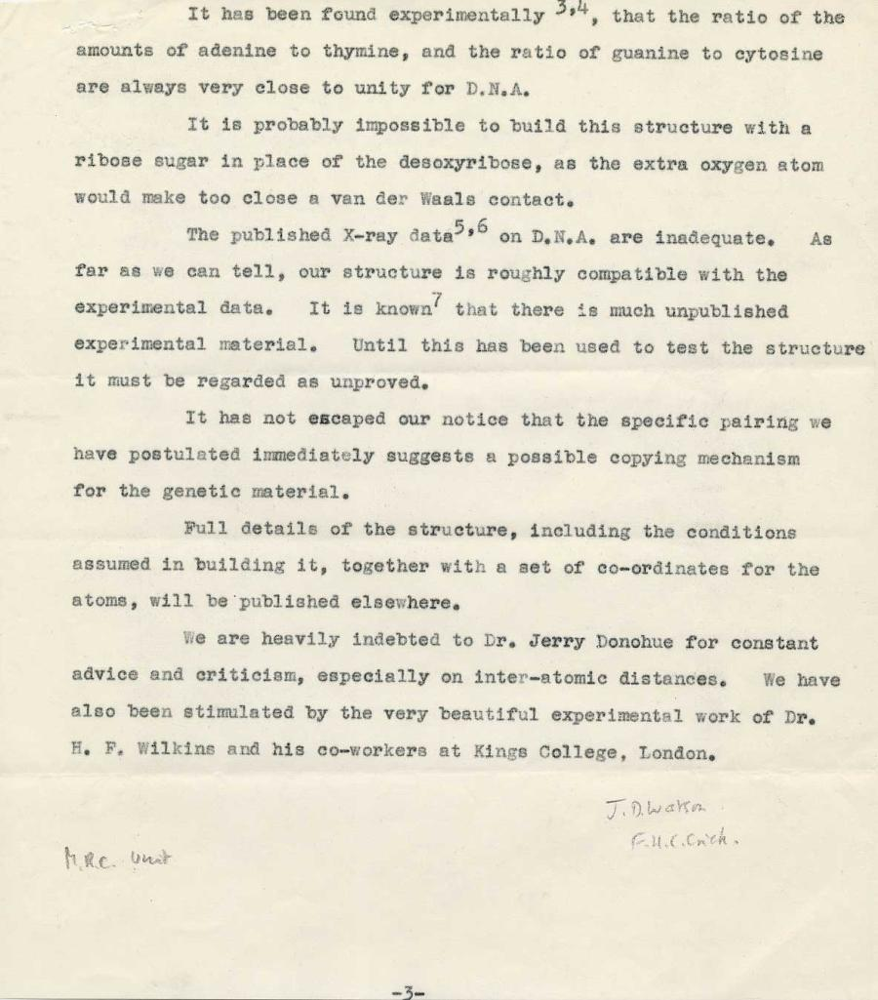 It has been found experimentally 3,4, that the ratio of the
amounts of adenine to thymine, and the ratio of guanine to cytosine
are always very close to unity for D.N.A.
It is probably impossible to build this structure with a
ribose sugar in place of the desoxyribose, as the extra oxygen atom
would make too close a van der Waals contact.
The published X-ray data5,6 on D.N.A. are inadequate. As
far as we can tell, our structure is roughly compatible with the
experimental data. It is known7 that there is much unpublished
experimental material. Until this has been used to test the structure
it must be regarded as unproved.
It has not escaped our notice that the specific pairing we
have postulated immediately suggests a possible copying mechanism
for the genetic material.
Full details of the structure, including the conditions
assumed in building it, together with a set of co-ordinates for the
atoms, will be published elsewhere.
We are heavily indebted to Dr. Jerry Donohue for constant
advice and criticism, especially on inter-atomic distances. We have
also been stimulated by the very beautiful experimental work of Dr.
H. F. Wilkins and his co-workers at Kings College, London.
J.D.Watson
F.H.C.Crick.
M.R.C. Unit
-3-